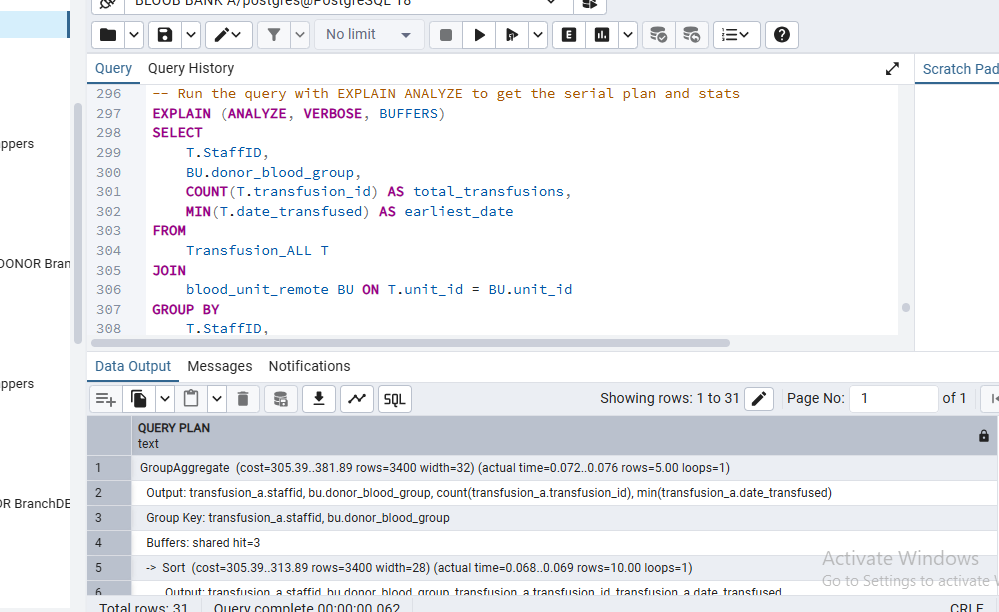 BLOOB BANK A/postgres@PostgreSQL 18
No limit
Query Query History
Scratch Pad
296 -- Run the query with EXPLAIN ANALYZE to get the serial plan and stats
297 EXPLAIN (ANALYZE, VERBOSE, BUFFERS)
298 SELECT
299 T.StaffID,
300 BU.donor_blood_group,
301 COUNT(T.transfusion_id) AS total_transfusions,
302 MIN(T.date_transfused) AS earliest_date
303 FROM
304 Transfusion_ALL T
305 JOIN
306 blood_unit_remote BU ON T.unit_id = BU.unit_id
307 GROUP BY
308 T.StaffID,
ppers
DONOR Bran
ppers
R BranchDE
Data Output Messages Notifications
SQL
Showing rows: 1 to 31
Page No: 1 of 1
QUERY PLAN
text
1 GroupAggregate (cost=305.39..381.89 rows=3400 width=32) (actual time=0.072..0.076 rows=5.00 loops=1)
2 Output: transfusion_a.staffid, bu.donor_blood_group, count(transfusion_a.transfusion_id), min(transfusion_a.date_transfused)
3 Group Key: transfusion_a.staffid, bu.donor_blood_group
4 Buffers: shared hit=3
5 -> Sort (cost=305.39..313.89 rows=3400 width=28) (actual time=0.068..0.069 rows=10.00 loops=1)
6 Output: transfusion_a.staffid, bu.donor_blood_group, transfusion_a.transfusion_id, transfusion_a.date_transfused
Activate Windows
Go to Settings to activate W
Total rows: 31 Query complete 00:00:00.062
CRLF